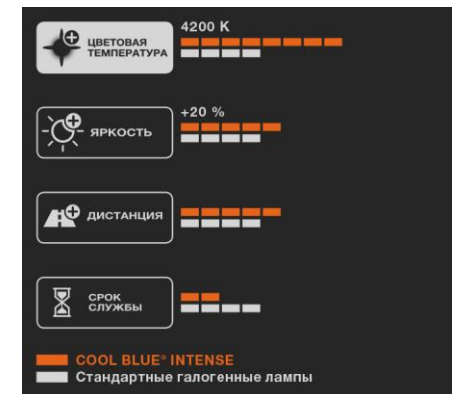 4200 K
ЦВЕТОВАЯ
ТЕМПЕРАТУРА
+20 %
ЯРКОСТЬ
ДИСТАНЦИЯ
СРОК
СЛУЖБЫ
COOL BLUE® INTENSE
Стандартные галогенные лампы